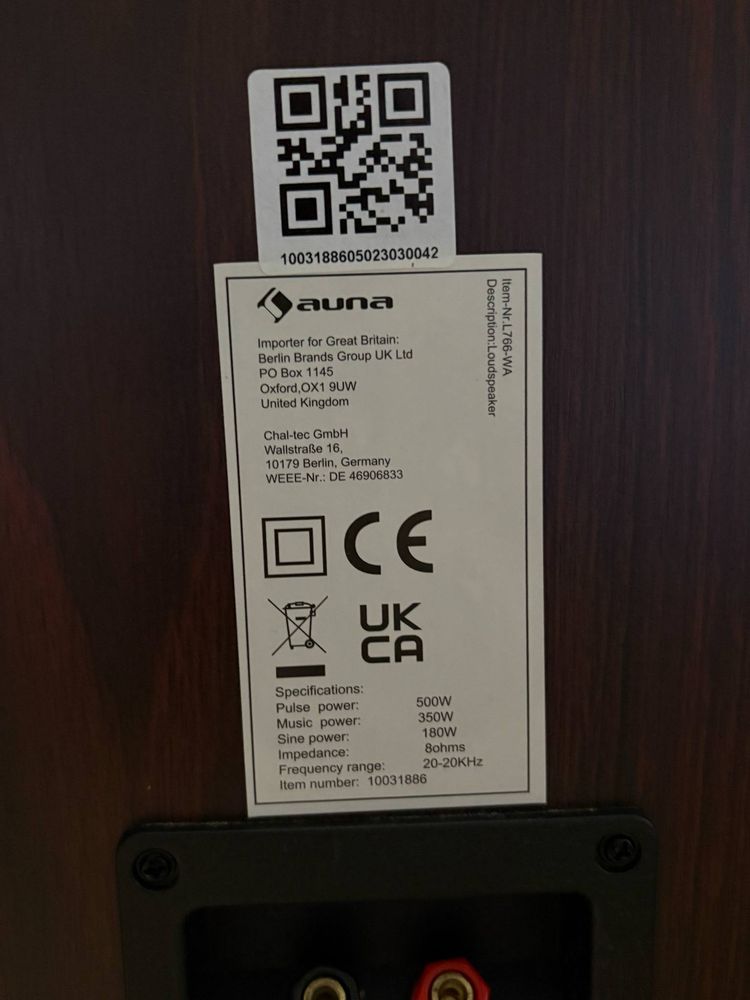 1003188605023030042
auna
Item-Nr.L766-WA
Description:Loudspeaker
Importer for Great Britain:
Berlin Brands Group UK Ltd
PO Box 1145
Oxford,OX1 9UW
United Kingdom
Chal-tec GmbH
Wallstraße 16,
10179 Berlin, Germany
WEEE-Nr.: DE 46906833
CE
UK
CA
Specifications:
Pulse power: 500W
Music power: 350W
Sine power: 180W
Impedance: 8ohms
Frequency range: 20-20KHz
Item number: 10031886